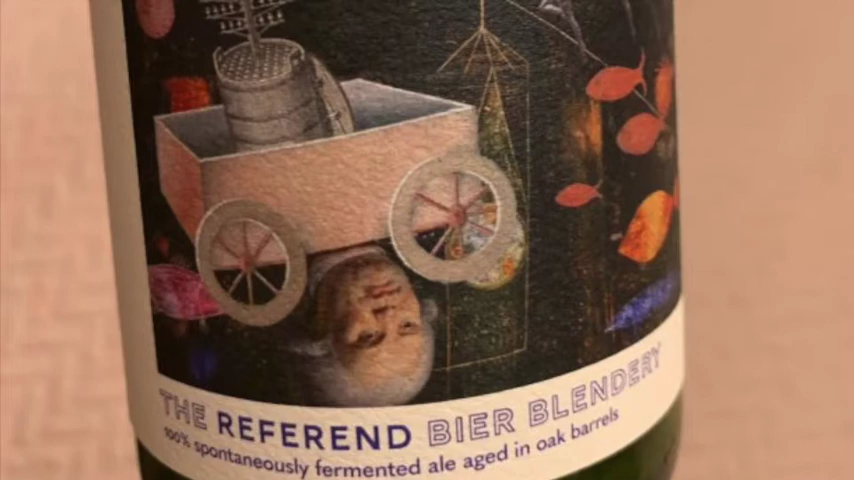 THE REFEREND BIER BLENDERY
100% spontaneously fermented ale aged in oak barrels